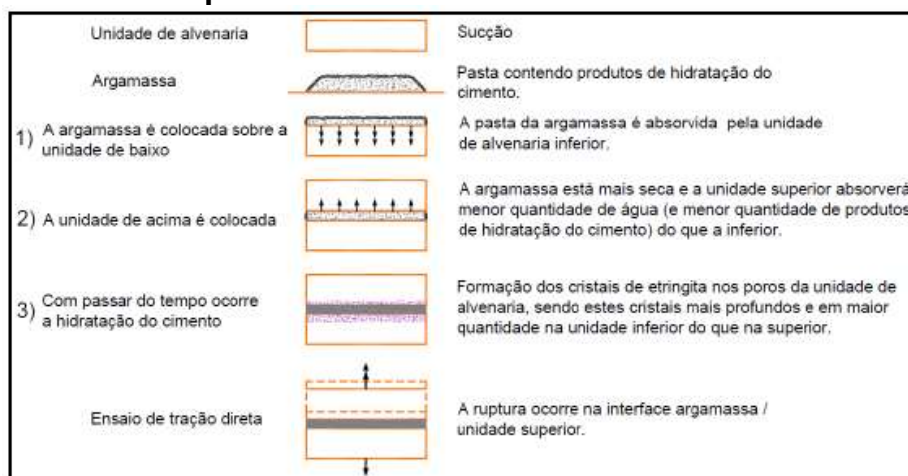 Unidade de alvenaria
Sucção
Argamassa
Pasta contendo produtos de hidratação do
cimento.
1) A argamassa é colocada sobre a
unidade de baixo
A pasta da argamassa é absorvida pela unidade
de alvenaria inferior.
2) A unidade de acima é colocada
A argamassa está mais seca e a unidade superior absorverá
menor quantidade de água (e menor quantidade de produtos
de hidratação do cimento) do que a inferior.
3) Com passar do tempo ocorre
a hidratação do cimento
Formação dos cristais de etringita nos poros da unidade de
alvenaria, sendo estes cristais mais profundos e em maior
quantidade na unidade inferior do que na superior.
Ensaio de tração direta
A ruptura ocorre na interface argamassa /
unidade superior.